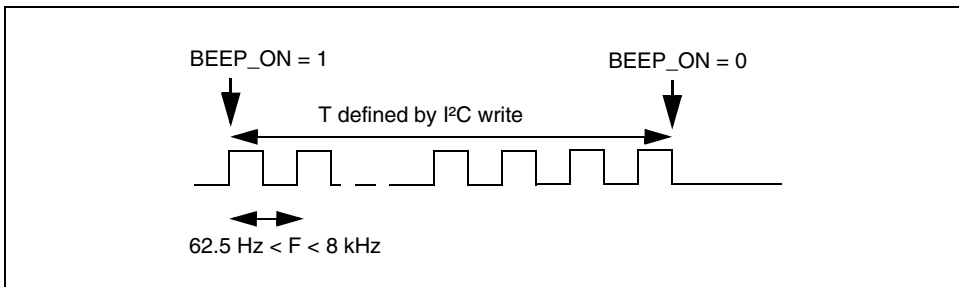 BEEP_ON = 1
BEEP_ON = 0
T defined by I²C write
62.5 Hz < F < 8 kHz